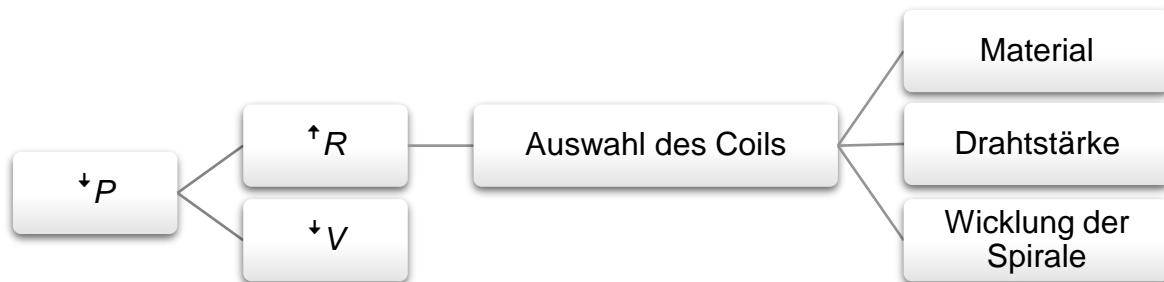 ↓P
↑R
↓V
Auswahl des Coils
Material
Drahtstärke
Wicklung der
Spirale